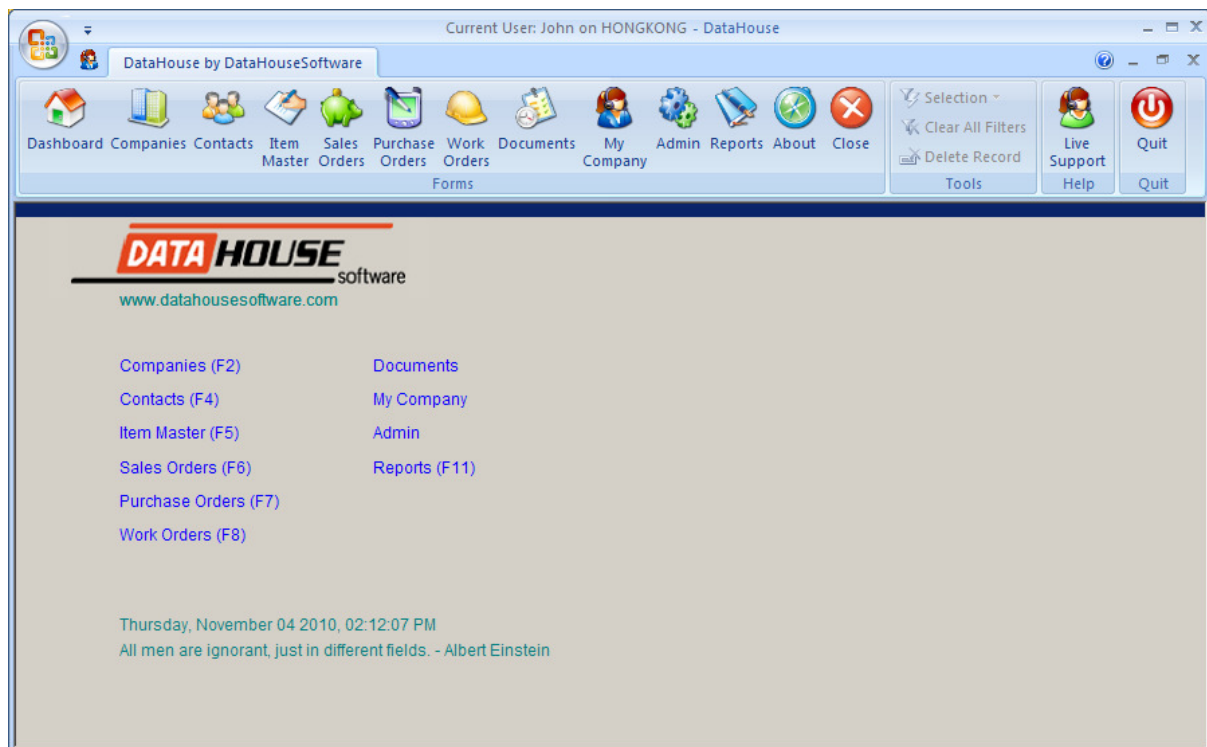 Current User: John on HONGKONG - DataHouse
DataHouse by DataHouseSoftware
Dashboard Companies Contacts Item Master Sales Orders Purchase Orders Work Orders Documents My Company Admin Reports About Close
Selection
Clear All Filters
Delete Record
Live Support
Quit
Forms Tools Help Quit
DATA HOUSE
software
www.datahousesoftware.com
Companies (F2) Documents
Contacts (F4) My Company
Item Master (F5) Admin
Sales Orders (F6) Reports (F11)
Purchase Orders (F7)
Work Orders (F8)
Thursday, November 04 2010, 02:12:07 PM
All men are ignorant, just in different fields. - Albert Einstein